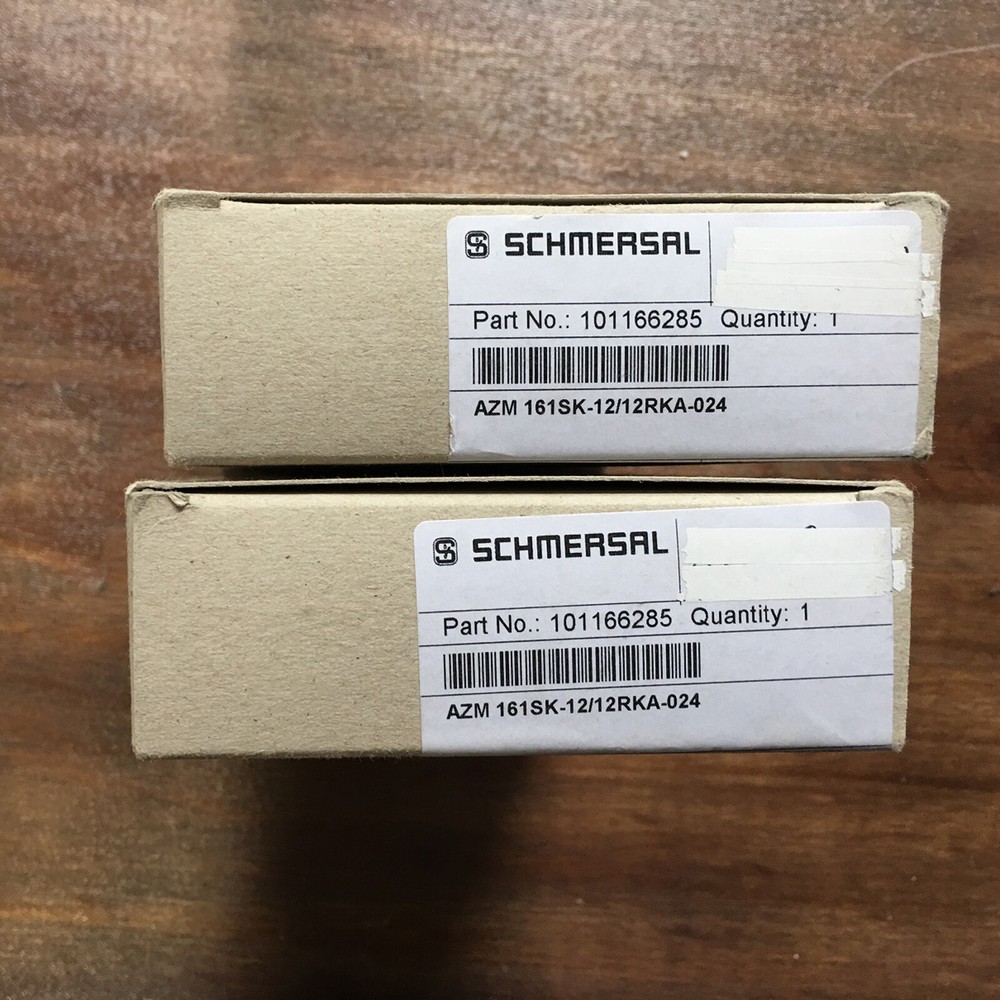 SCHMERSAL
Part No.: 101166285 Quantity: 1
AZM 161SK-12/12RKA-024
SCHMERSAL
Part No.: 101166285 Quantity: 1
AZM 161SK-12/12RKA-024